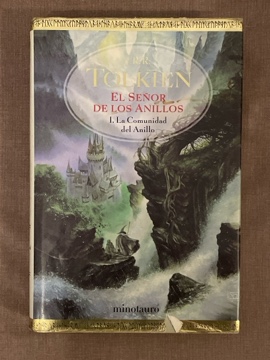 TOLKIEN
EL SEÑOR
DE LOS ANILLOS
I. La Comunidad
del Anillo
minotauro